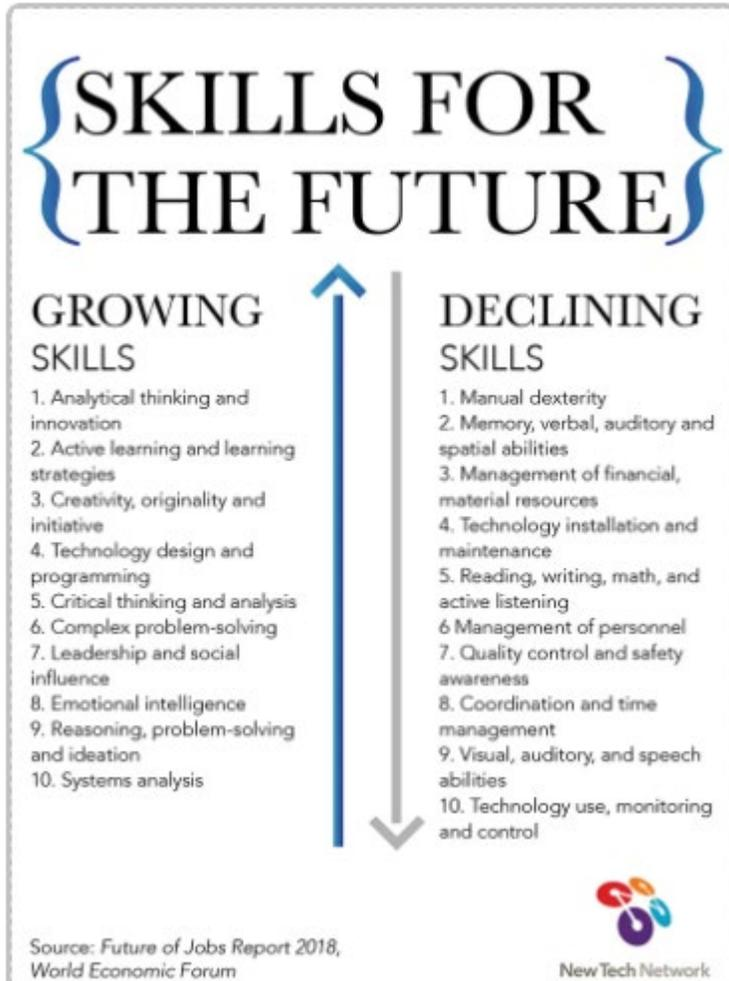 SKILLS FOR
THE FUTURE
GROWING
SKILLS
1. Analytical thinking and
innovation
2. Active learning and learning
strategies
3. Creativity, originality and
initiative
4. Technology design and
programming
5. Critical thinking and analysis
6. Complex problem-solving
7. Leadership and social
influence
8. Emotional intelligence
9. Reasoning, problem-solving
and ideation
10. Systems analysis
DECLINING
SKILLS
1. Manual dexterity
2. Memory, verbal, auditory and
spatial abilities
3. Management of financial,
material resources
4. Technology installation and
maintenance
5. Reading, writing, math, and
active listening
6 Management of personnel
7. Quality control and safety
awareness
8. Coordination and time
management
9. Visual, auditory, and speech
abilities
10. Technology use, monitoring
and control
Source: Future of Jobs Report 2018,
World Economic Forum
New Tech Network